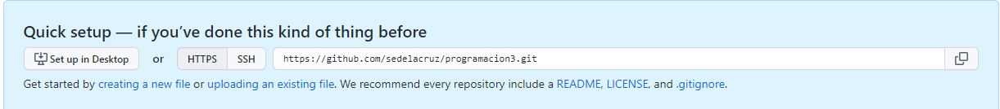 Quick setup — if you’ve done this kind of thing before
Set up in Desktop or HTTPS SSH https://github.com/sedelacruz/programacion3.git
Get started by creating a new file or uploading an existing file. We recommend every repository include a README, LICENSE, and .gitignore.